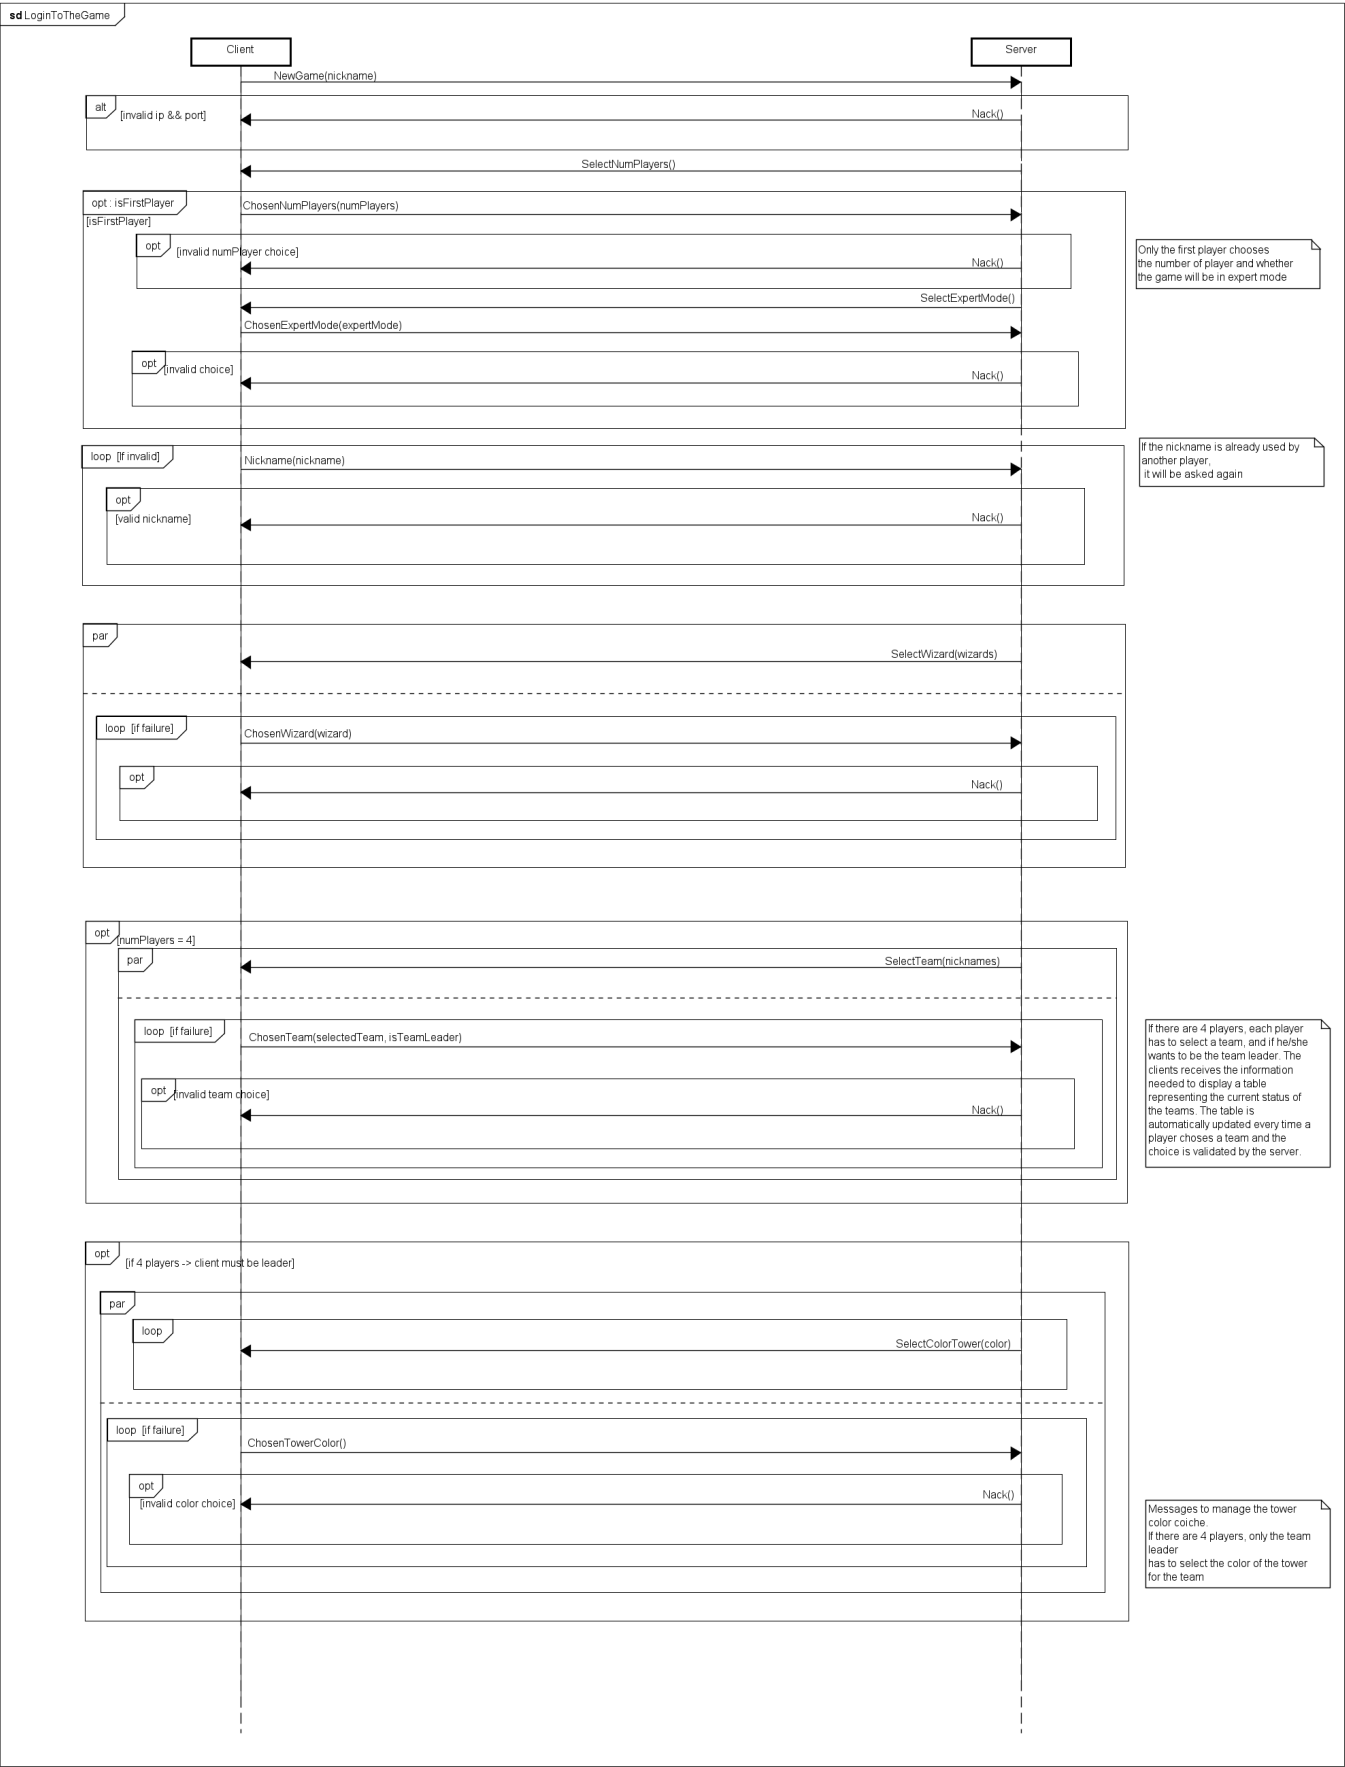 sd LoginToTheGame
Client
Server
NewGame(nickname)
alt
[invalid ip && port]
Nack()
SelectNumPlayers()
opt : isFirstPlayer
[isFirstPlayer]
ChosenNumPlayers(numPlayers)
opt
[invalid numPlayer choice]
Nack()
Only the first player chooses
the number of player and whether
the game will be in expert mode
SelectExpertMode()
ChosenExpertMode(expertMode)
opt
[invalid choice]
Nack()
loop [If invalid]
Nickname(nickname)
If the nickname is already used by
another player,
it will be asked again
opt
[valid nickname]
Nack()
par
SelectWizard(wizards)
loop [if failure]
ChosenWizard(wizard)
opt
Nack()
opt
[numPlayers = 4]
par
SelectTeam(nicknames)
loop [if failure]
ChosenTeam(selectedTeam, isTeamLeader)
opt
[invalid team choice]
Nack()
If there are 4 players, each player
has to select a team, and if he/she
wants to be the team leader. The
clients receives the information
needed to display a table
representing the current status of
the teams. The table is
automatically updated every time a
player choses a team and the
choice is validated by the server.
opt
[if 4 players -> client must be leader]
par
loop
SelectColorTower(color)
loop [if failure]
ChosenTowerColor()
opt
[invalid color choice]
Nack()
Messages to manage the tower
color coiche.
If there are 4 players, only the team
leader
has to select the color of the tower
for the team